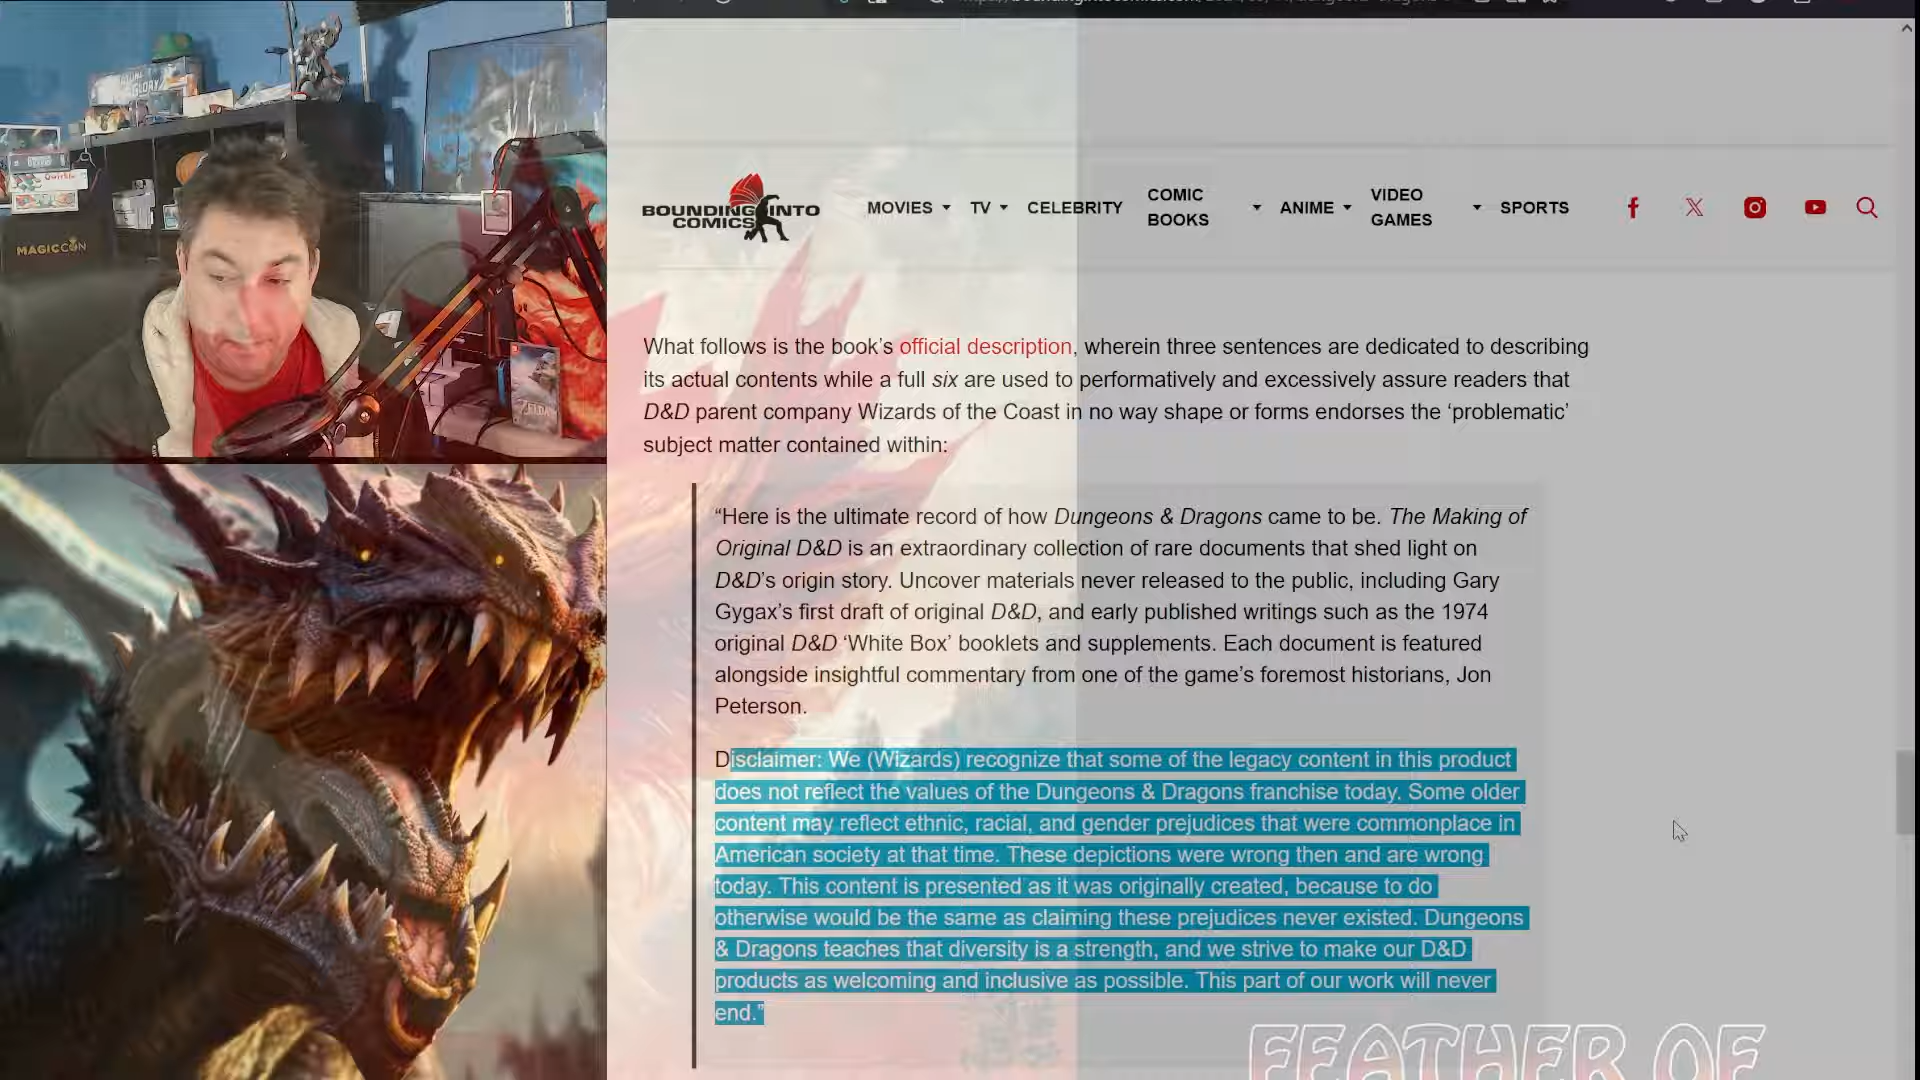 GLORY
Qwirkle
MAGICCON
ZELDA
BOUNDING INTO
COMICS
MOVIES
TV
CELEBRITY
COMIC
BOOKS
ANIME
VIDEO
GAMES
SPORTS
What follows is the book’s official description, wherein three sentences are dedicated to describing
its actual contents while a full six are used to performatively and excessively assure readers that
D&D parent company Wizards of the Coast in no way shape or forms endorses the ‘problematic’
subject matter contained within:
“Here is the ultimate record of how Dungeons & Dragons came to be. The Making of
Original D&D is an extraordinary collection of rare documents that shed light on
D&D’s origin story. Uncover materials never released to the public, including Gary
Gygax’s first draft of original D&D, and early published writings such as the 1974
original D&D ‘White Box’ booklets and supplements. Each document is featured
alongside insightful commentary from one of the game’s foremost historians, Jon
Peterson.
Disclaimer: We (Wizards) recognize that some of the legacy content in this product
does not reflect the values of the Dungeons & Dragons franchise today. Some older
content may reflect ethnic, racial, and gender prejudices that were commonplace in
American society at that time. These depictions were wrong then and are wrong
today. This content is presented as it was originally created, because to do
otherwise would be the same as claiming these prejudices never existed. Dungeons
& Dragons teaches that diversity is a strength, and we strive to make our D&D
products as welcoming and inclusive as possible. This part of our work will never
end.”
FEATHER OF